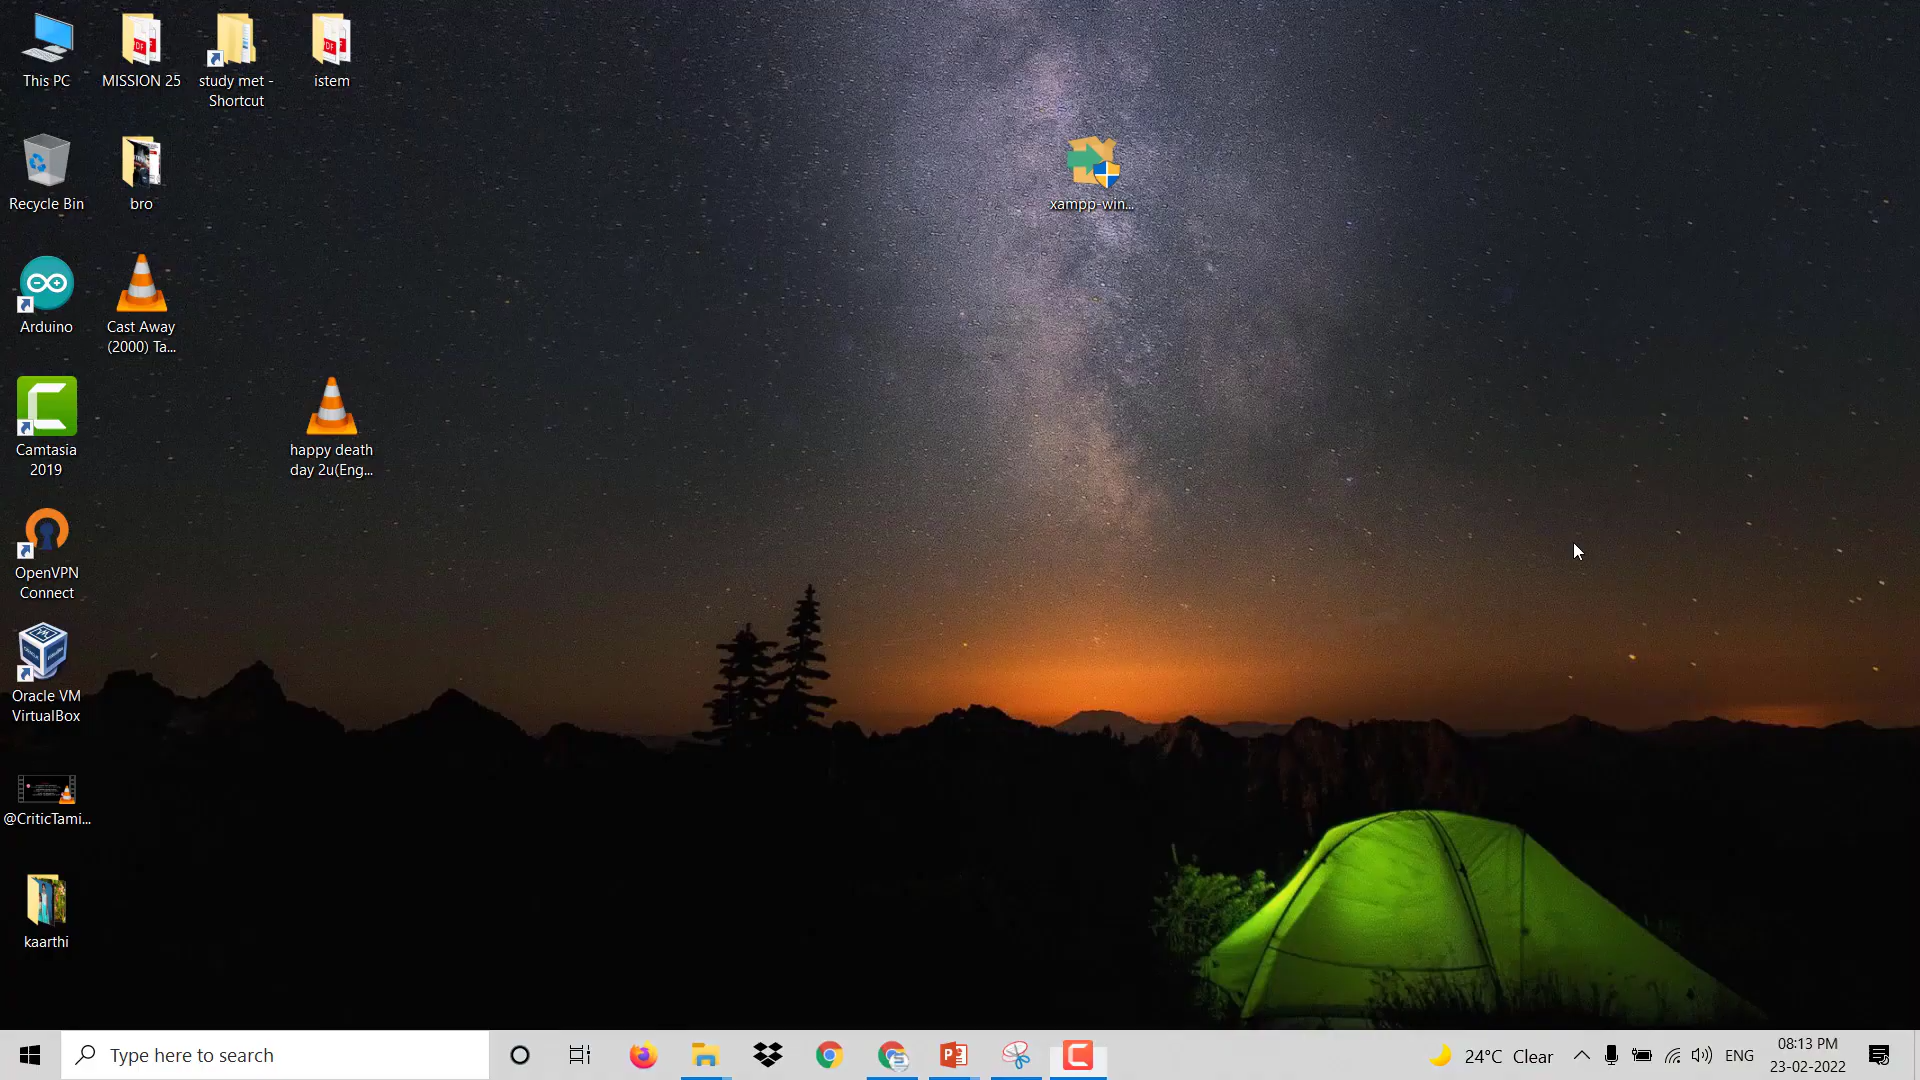 This PC
MISSION 25
study met -
Shortcut
istem
Recycle Bin
bro
xampp-win...
Arduino
Cast Away
(2000) Ta...
Camtasia
2019
happy death
day 2u(Eng...
OpenVPN
Connect
Oracle VM
VirtualBox
@CriticTami...
kaarthi
Type here to search
24°C Clear
ENG
08:13 PM
23-02-2022